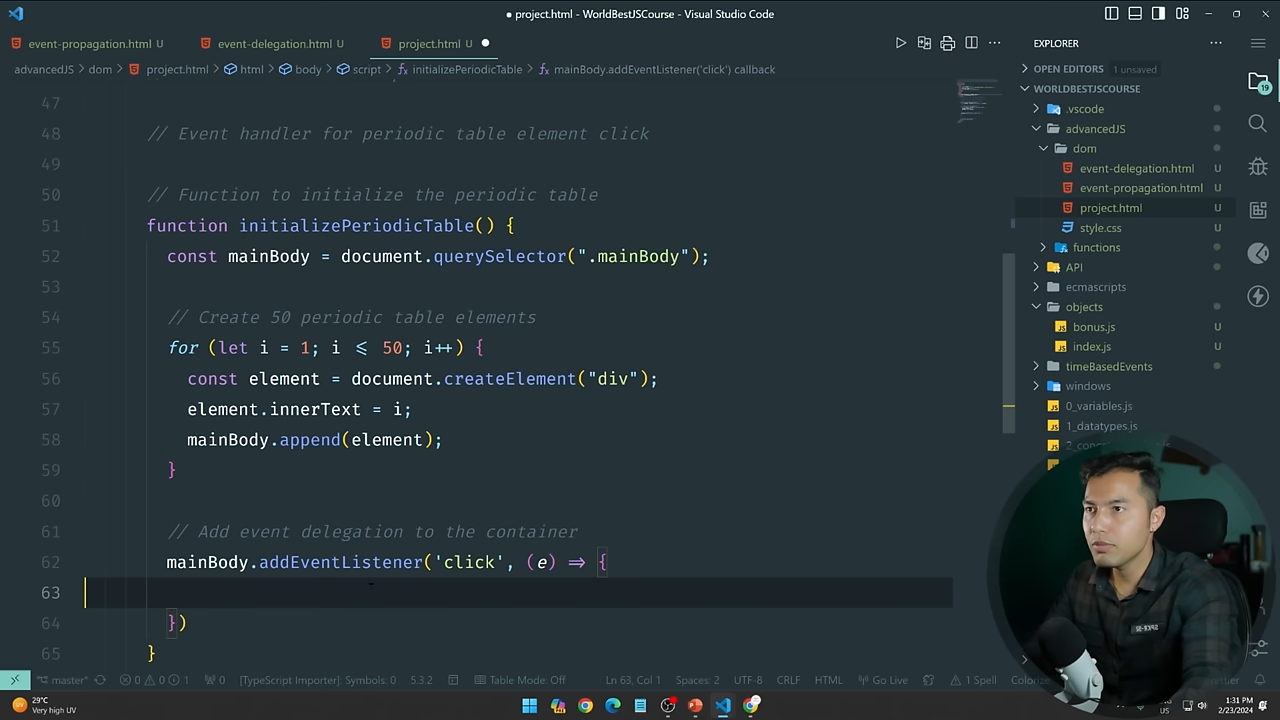 project.html - WorldBestJSCourse - Visual Studio Code
event-propagation.html U
event-delegation.html U
project.html U
EXPLORER
advancedJS > dom > project.html > html > body > script > initializePeriodicTable > mainBody.addEventListener('click') callback
OPEN EDITORS 1 unsaved
WORLDBESTJSCOURSE
.vscode
advancedJS
dom
event-delegation.html U
event-propagation.html U
project.html U
style.css U
functions
API
ecmascripts
objects
bonus.js U
index.js U
timeBasedEvents
windows
0_variables.js
1_datatypes.js
19
47
48 // Event handler for periodic table element click
49
50 // Function to initialize the periodic table
51 function initializePeriodicTable() {
52 const mainBody = document.querySelector(".mainBody");
53
54 // Create 50 periodic table elements
55 for (let i = 1; i <= 50; i++) {
56 const element = document.createElement("div");
57 element.innerText = i;
58 mainBody.append(element);
59 }
60
61 // Add event delegation to the container
62 mainBody.addEventListener('click', (e) => {
63
64 })
65 }
master* 0 0 1 0 [TypeScript Importer] Symbols: 0 5.3.2 Table Mode: Off Ln 63, Col 1 Spaces: 2 UTF-8 CRLF HTML Go Live 1 Spell
29°C
Very high UV
1:31 PM
2/23/2024